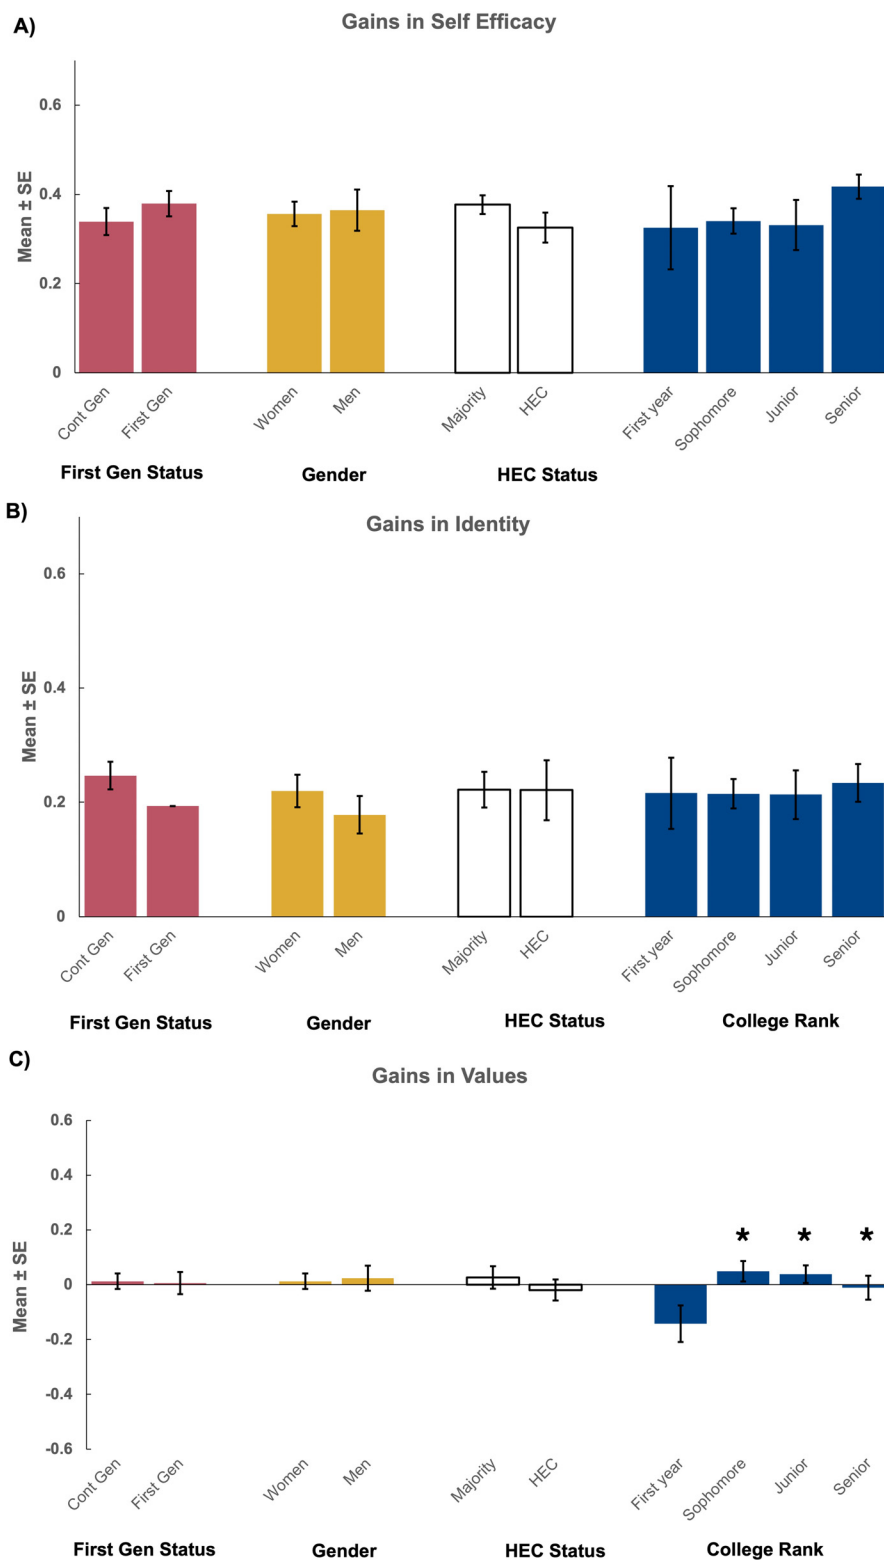 A)
Gains in Self Efficacy
Mean ± SE
0.6
0.4
0.2
0
Cont Gen
First Gen
Women
Men
Majority
HEC
First year
Sophomore
Junior
Senior
First Gen Status
Gender
HEC Status
B)
Gains in Identity
Mean ± SE
0.6
0.4
0.2
0
Cont Gen
First Gen
Women
Men
Majority
HEC
First year
Sophomore
Junior
Senior
First Gen Status
Gender
HEC Status
College Rank
C)
Gains in Values
Mean ± SE
0.6
0.4
0.2
0
-0.2
-0.4
-0.6
* * *
Cont Gen
First Gen
Women
Men
Majority
HEC
First year
Sophomore
Junior
Senior
First Gen Status
Gender
HEC Status
College Rank